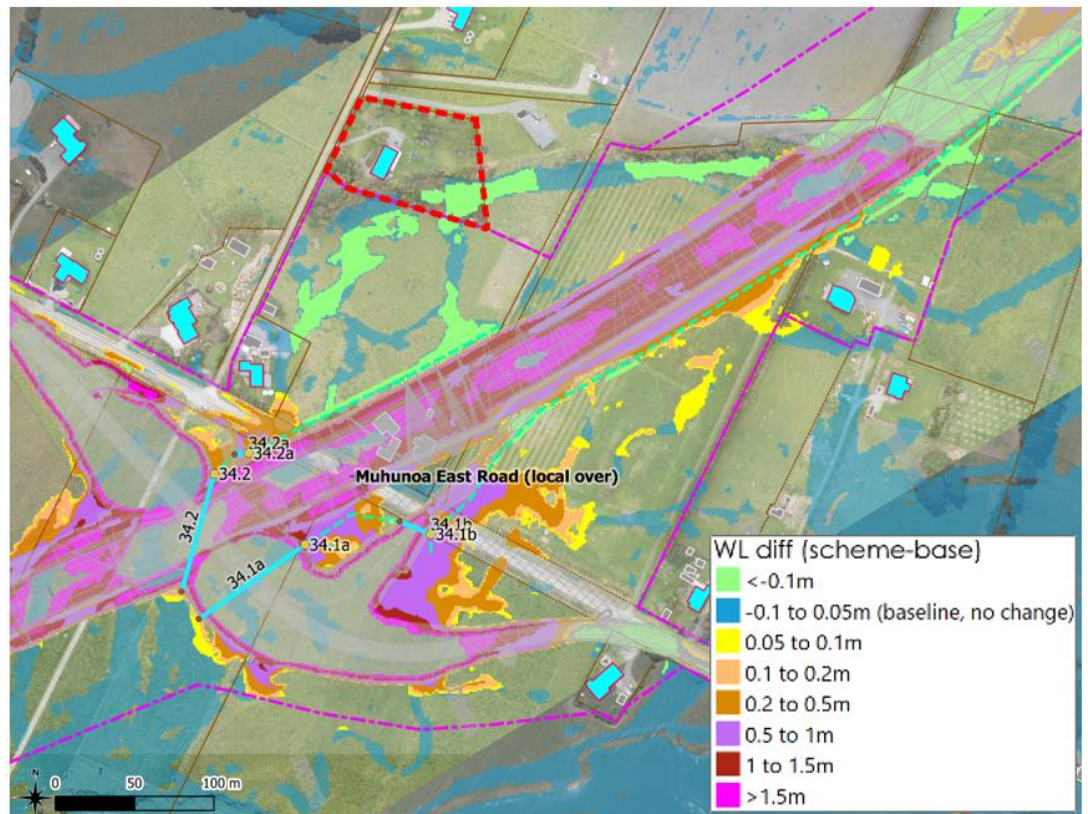 34.2a
34.2a
34.2
Muhunoa East Road (local over)
34.2
34.1b
34.1b
34.1a
34.1a
N
0 50 100 m
WL diff (scheme-base)
<-0.1m
-0.1 to 0.05m (baseline, no change)
0.05 to 0.1m
0.1 to 0.2m
0.2 to 0.5m
0.5 to 1m
1 to 1.5m
>1.5m